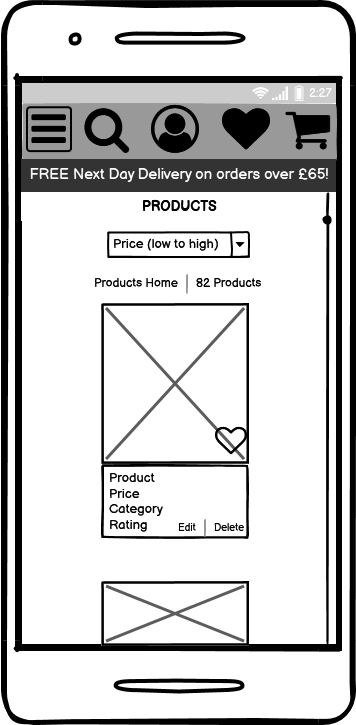 2:27
FREE Next Day Delivery on orders over £65!
PRODUCTS
Price (low to high)
Products Home | 82 Products
Product
Price
Category
Rating
Edit | Delete